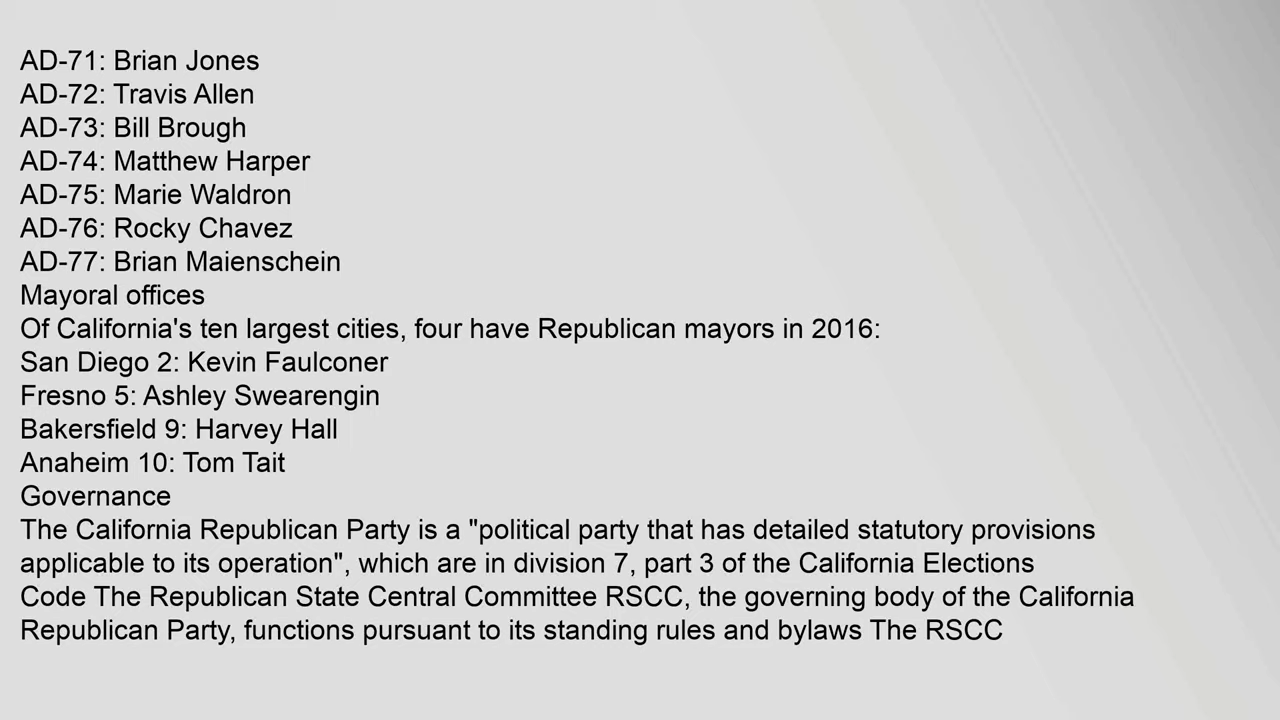 AD-71: Brian Jones
AD-72: Travis Allen
AD-73: Bill Brough
AD-74: Matthew Harper
AD-75: Marie Waldron
AD-76: Rocky Chavez
AD-77: Brian Maienschein
Mayoral offices
Of California's ten largest cities, four have Republican mayors in 2016:
San Diego 2: Kevin Faulconer
Fresno 5: Ashley Swearengin
Bakersfield 9: Harvey Hall
Anaheim 10: Tom Tait
Governance
The California Republican Party is a "political party that has detailed statutory provisions
applicable to its operation", which are in division 7, part 3 of the California Elections
Code The Republican State Central Committee RSCC, the governing body of the California
Republican Party, functions pursuant to its standing rules and bylaws The RSCC